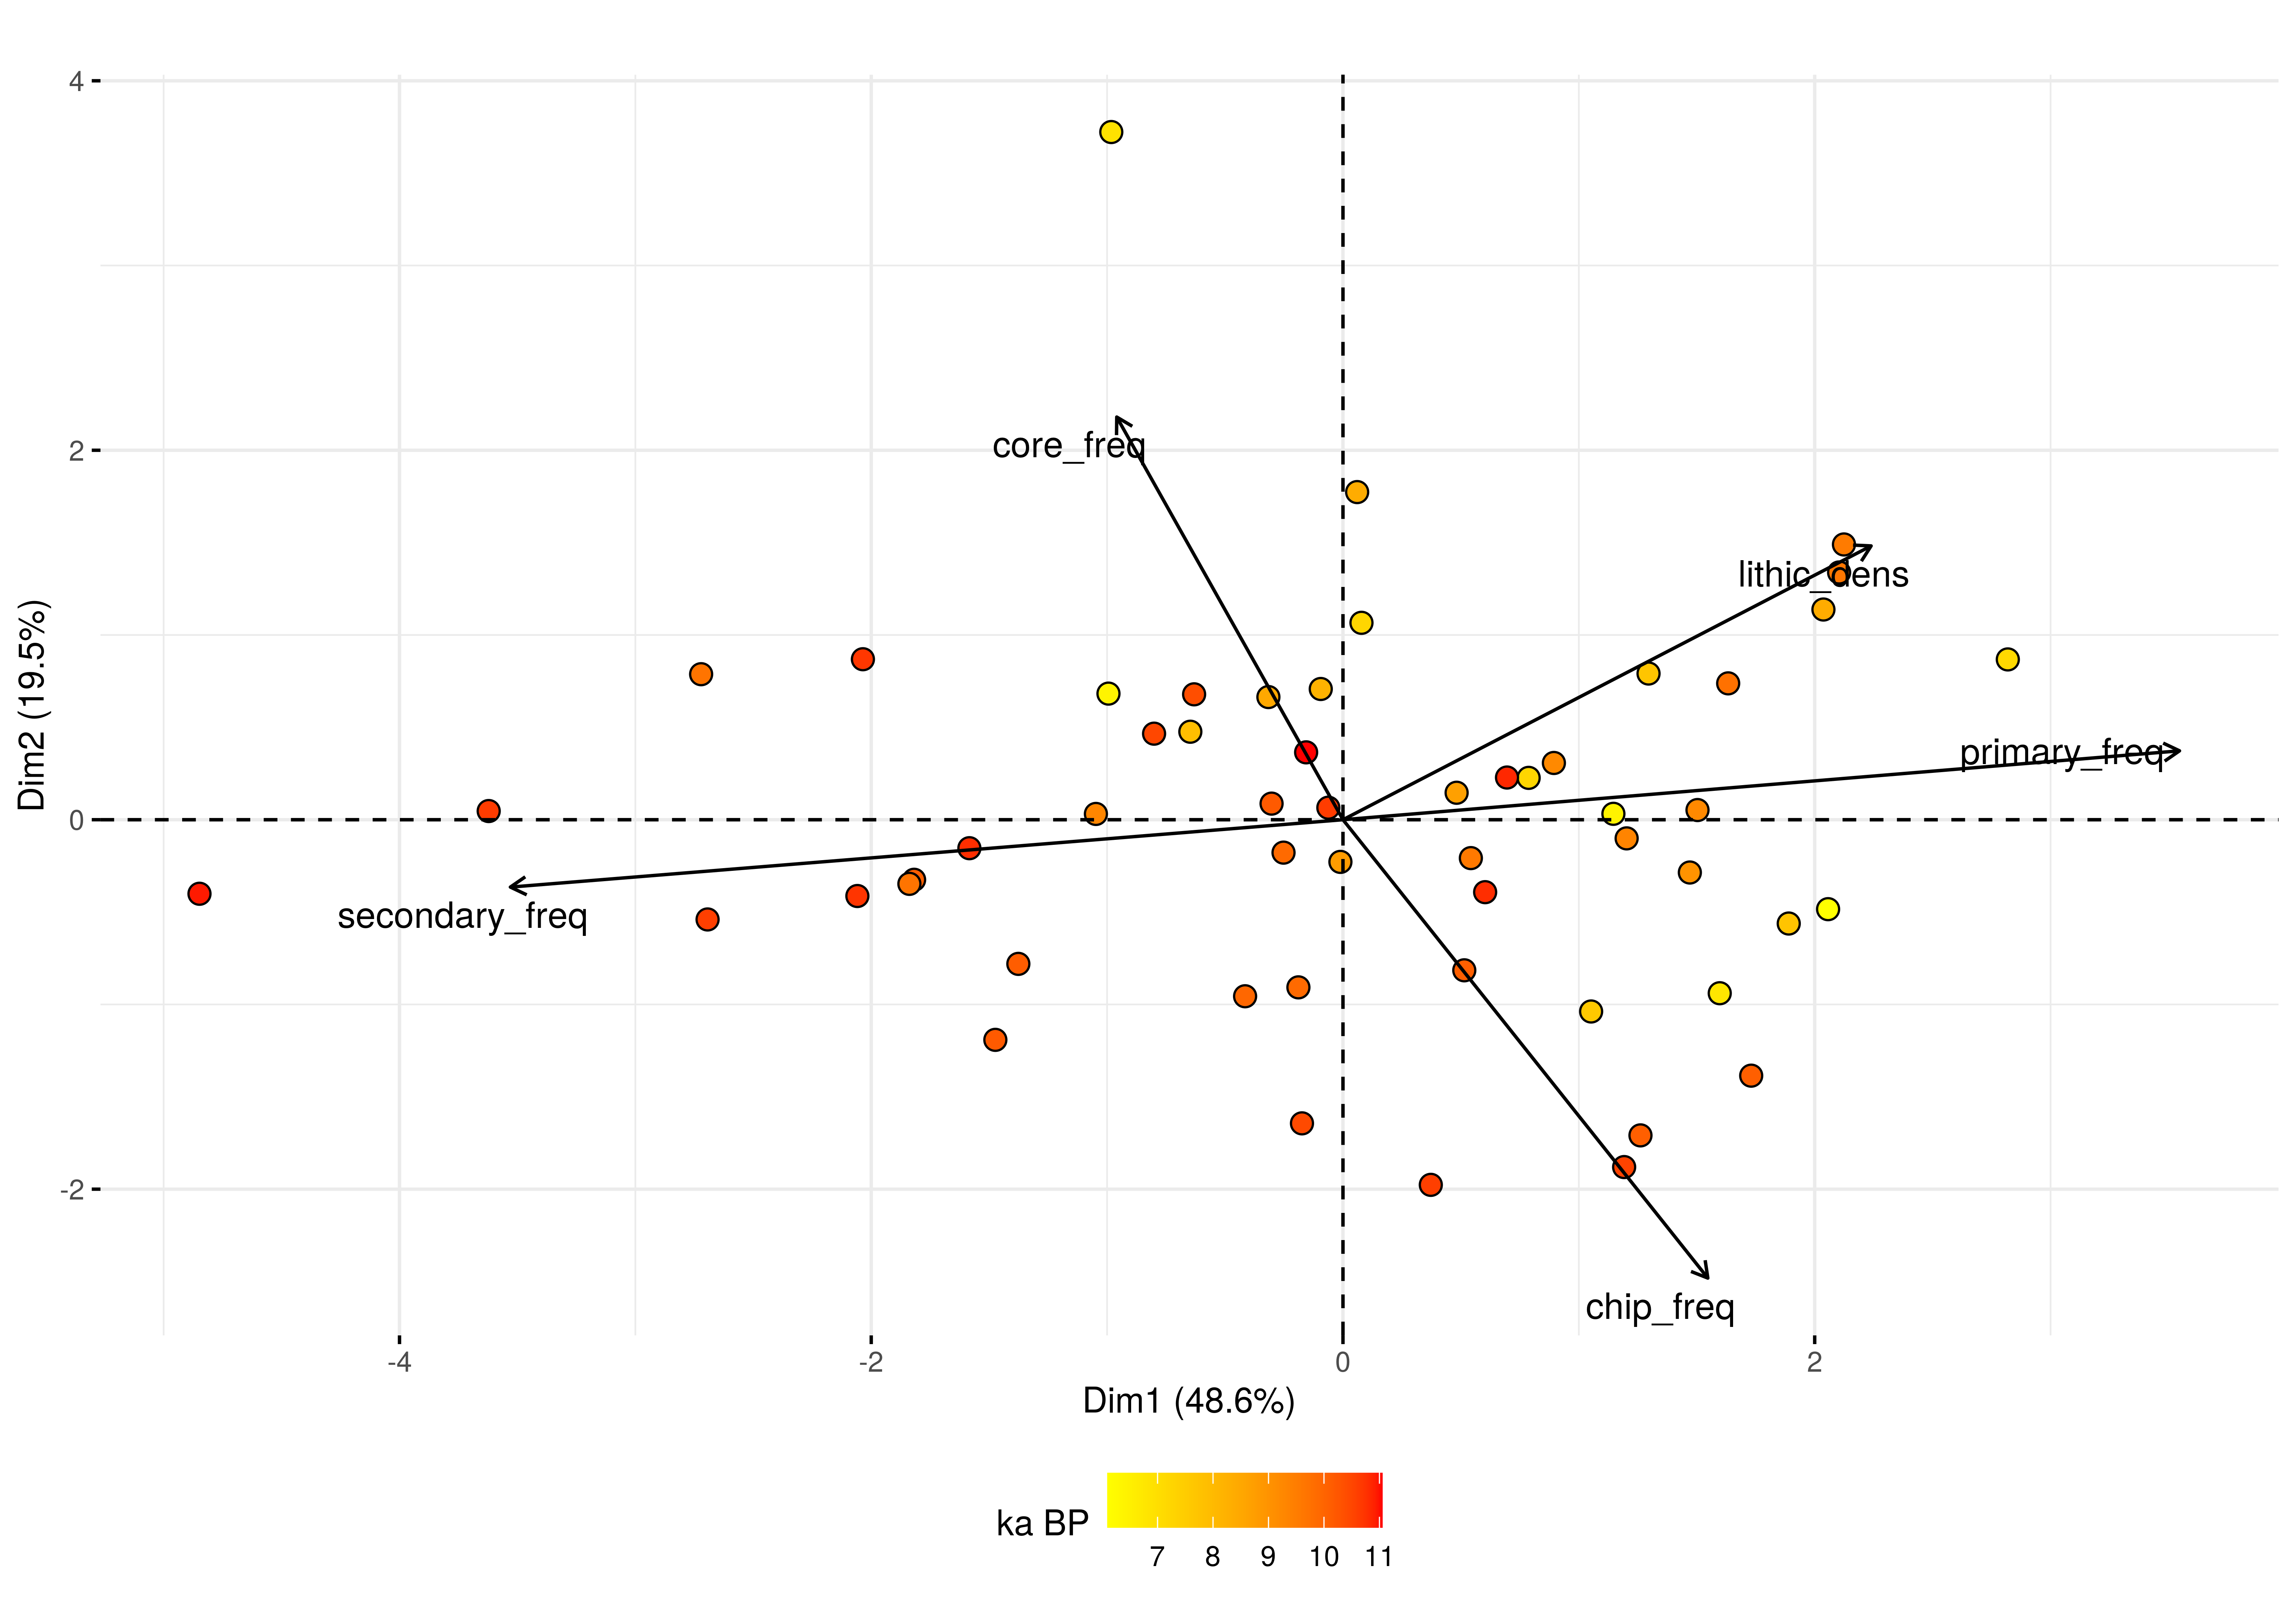 4
2
0
-2
Dim2 (19.5%)
core_freq
lithic_dens
primary_freq
secondary_freq
chip_freq
-4 -2 0 2
Dim1 (48.6%)
ka BP
7 8 9 10 11